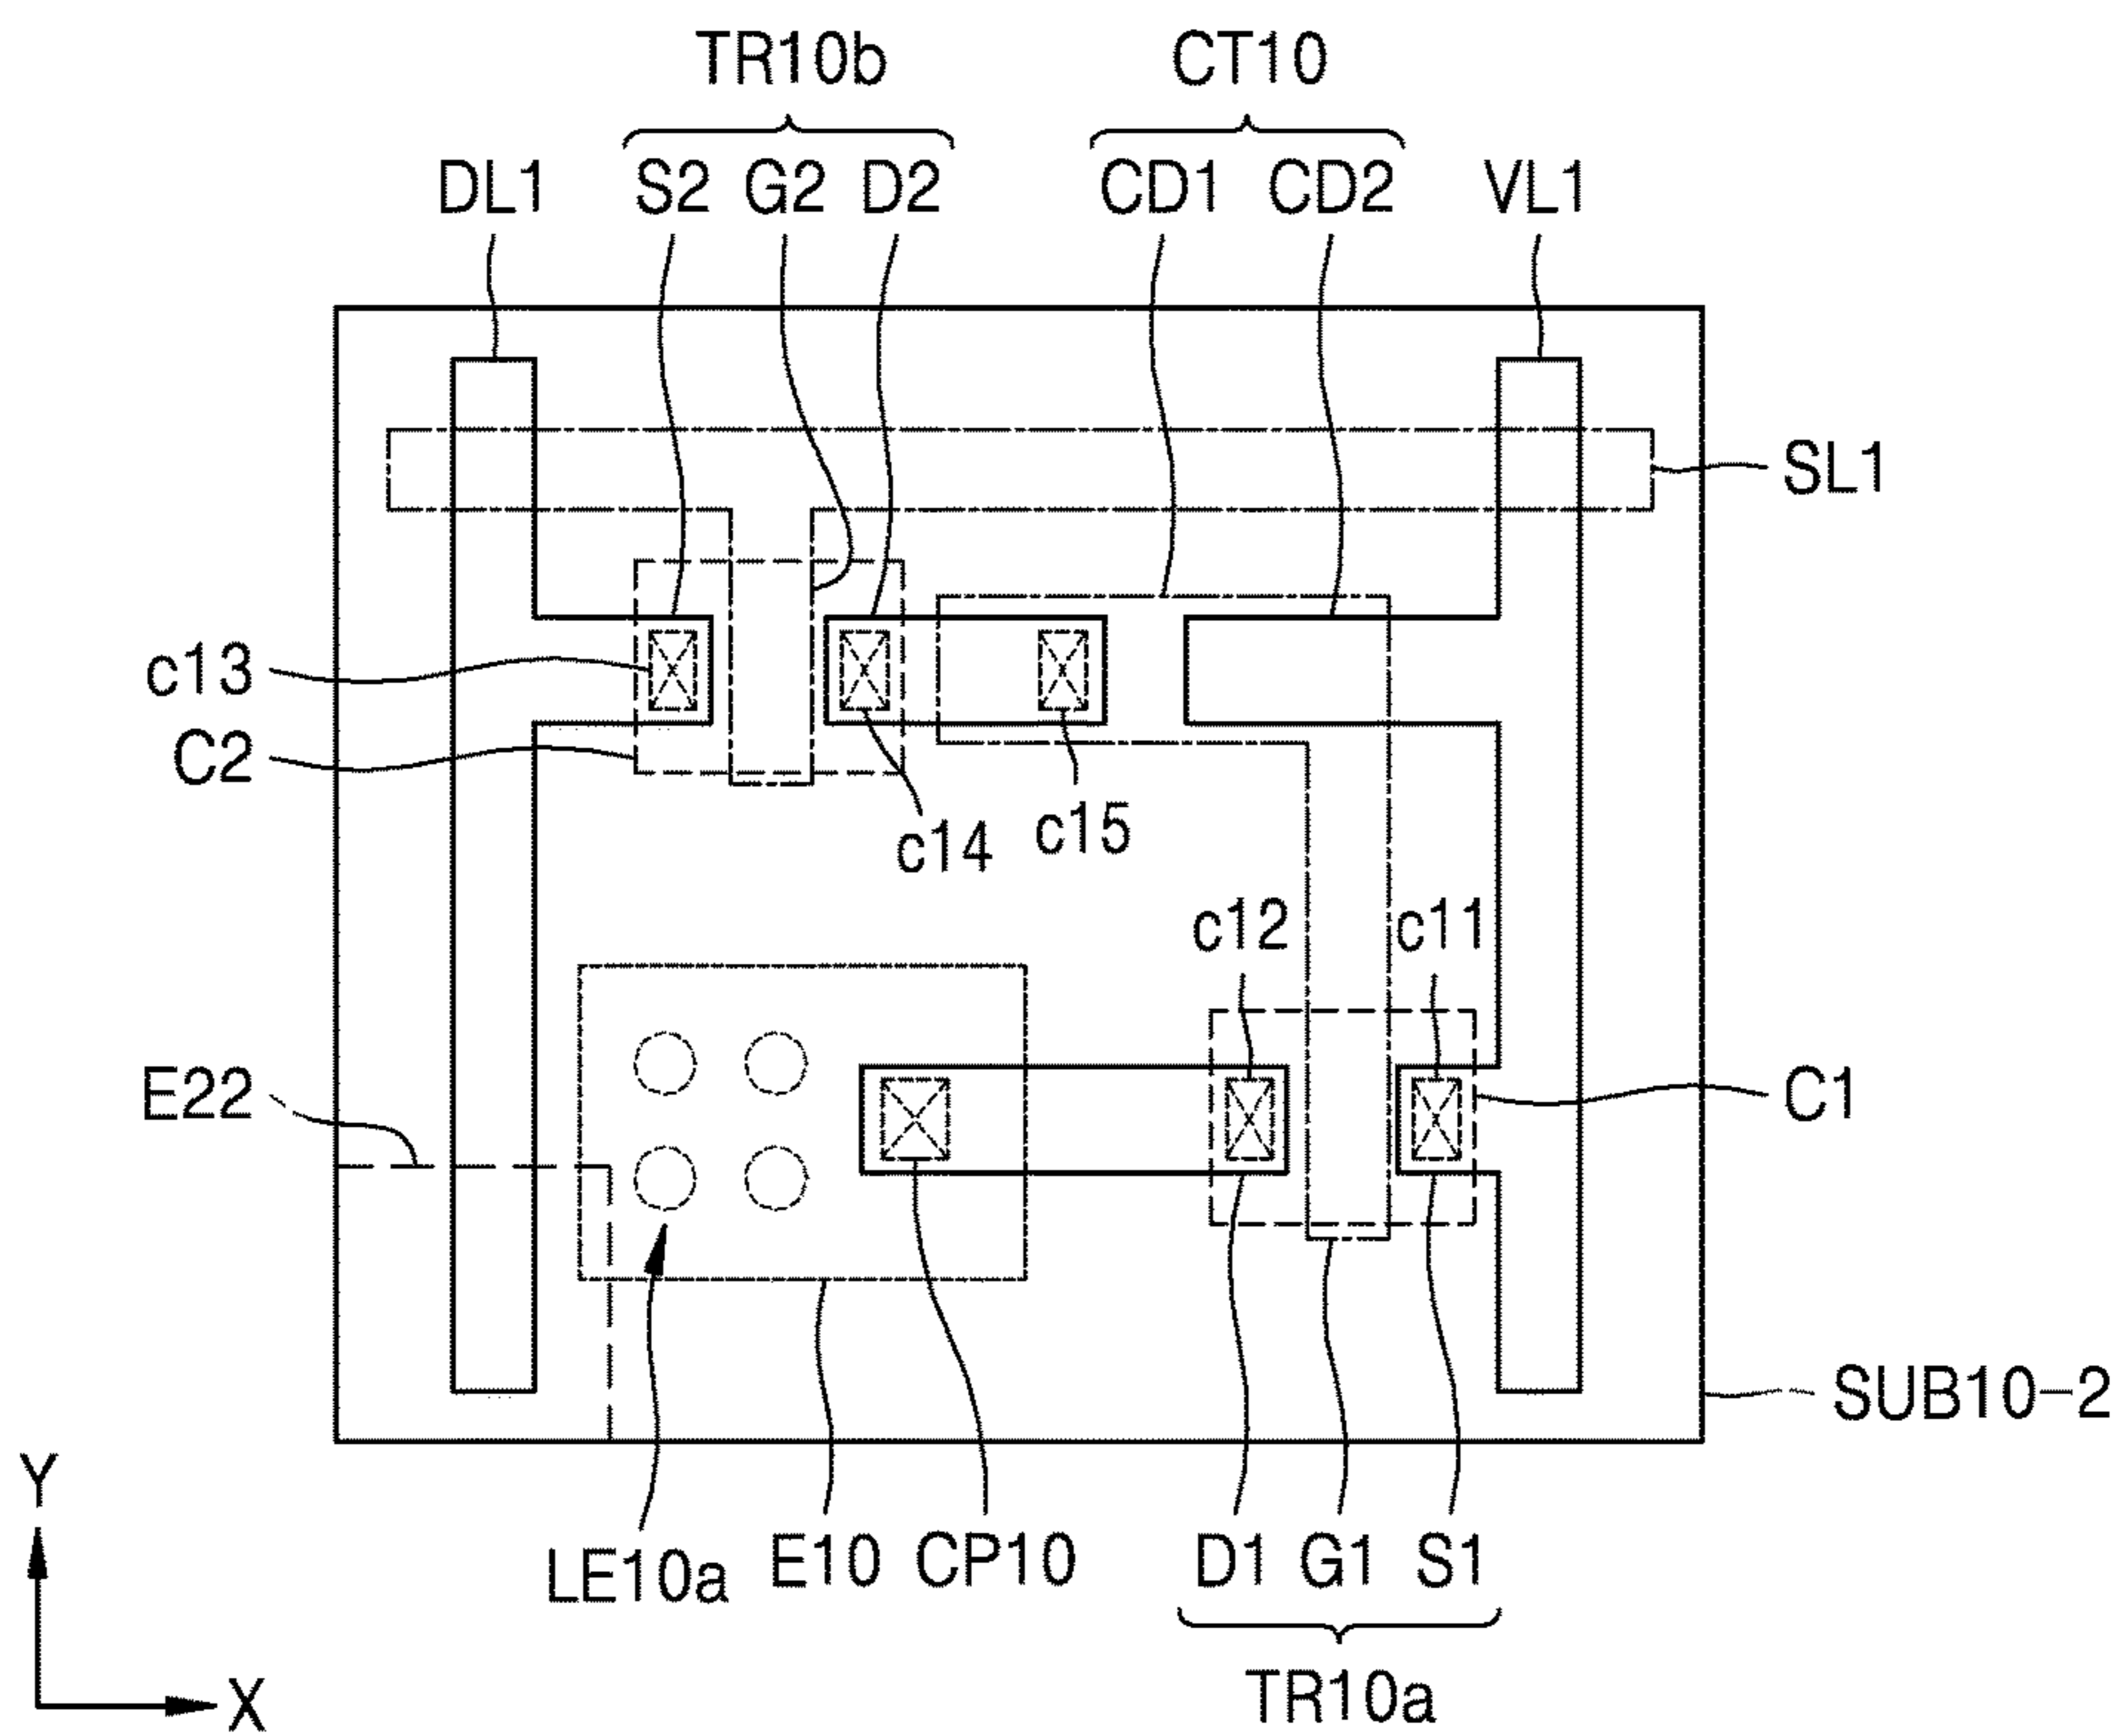 TR10b CT10
DL1 S2 G2 D2 CD1 CD2 VL1
SL1
c13
C2
c14 c15
c12 c11
E22 C1
SUB10-2
Y
LE10a E10 CP10 D1 G1 S1
X TR10a